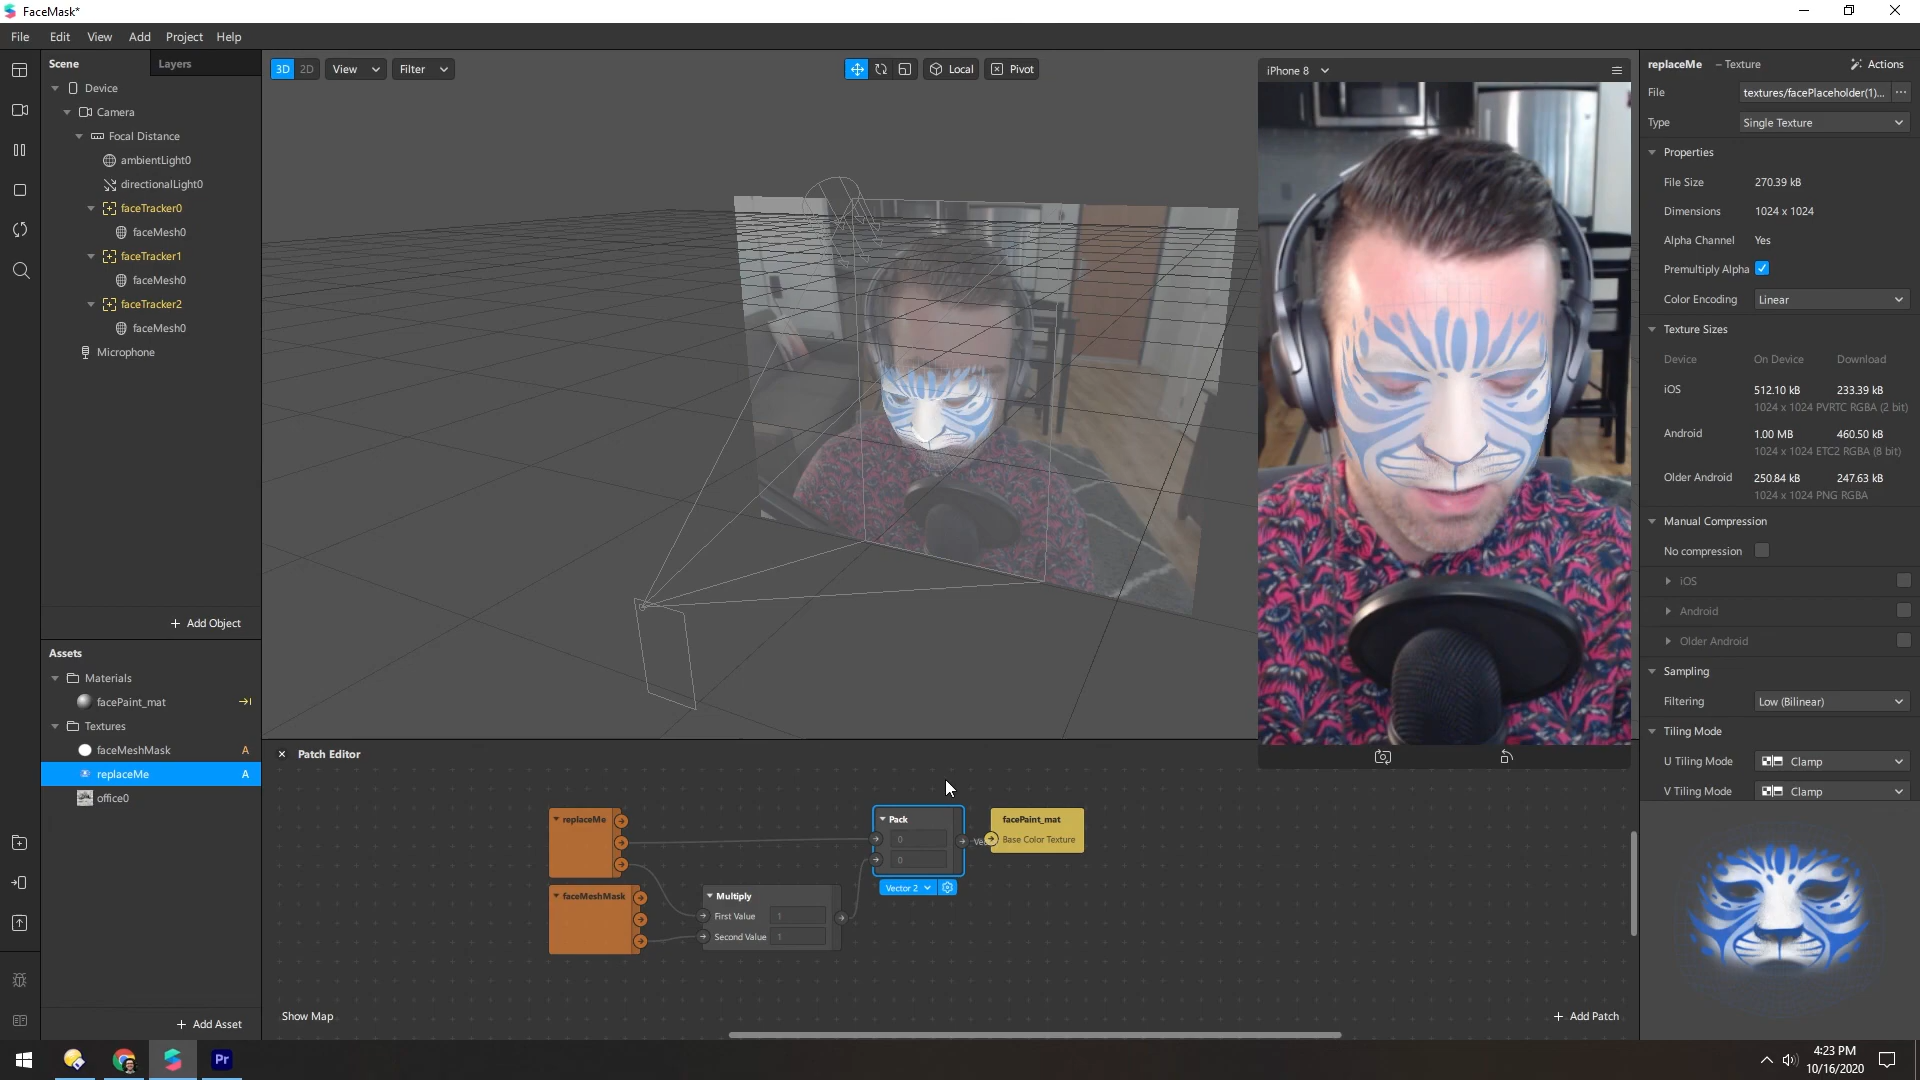 FaceMask*
File Edit View Add Project Help
Scene Layers
Device
Camera
Focal Distance
ambientLight0
directionalLight0
faceTracker0
faceMesh0
faceTracker1
faceMesh0
faceTracker2
faceMesh0
Microphone
+ Add Object
Assets
Materials
facePaint_mat
Textures
faceMeshMask A
replaceMe A
office0
+ Add Asset
3D 2D View Filter
Local Pivot
iPhone 8
Patch Editor
replaceMe
faceMeshMask
Multiply
First Value 1
Second Value 1
Pack
0
0
Vector 2
facePaint_mat
Base Color Texture
Show Map
+ Add Patch
replaceMe – Texture Actions
File textures/facePlaceholder(1)... ...
Type Single Texture
Properties
File Size 270.39 kB
Dimensions 1024 x 1024
Alpha Channel Yes
Premultiply Alpha
Color Encoding Linear
Texture Sizes
Device On Device Download
iOS 512.10 kB 233.39 kB
1024 x 1024 PVRTC RGBA (2 bit)
Android 1.00 MB 460.50 kB
1024 x 1024 ETC2 RGBA (8 bit)
Older Android 250.84 kB 247.63 kB
1024 x 1024 PNG RGBA
Manual Compression
No compression
iOS
Android
Older Android
Sampling
Filtering Low (Bilinear)
Tiling Mode
U Tiling Mode Clamp
V Tiling Mode Clamp
Pr
4:23 PM
10/16/2020